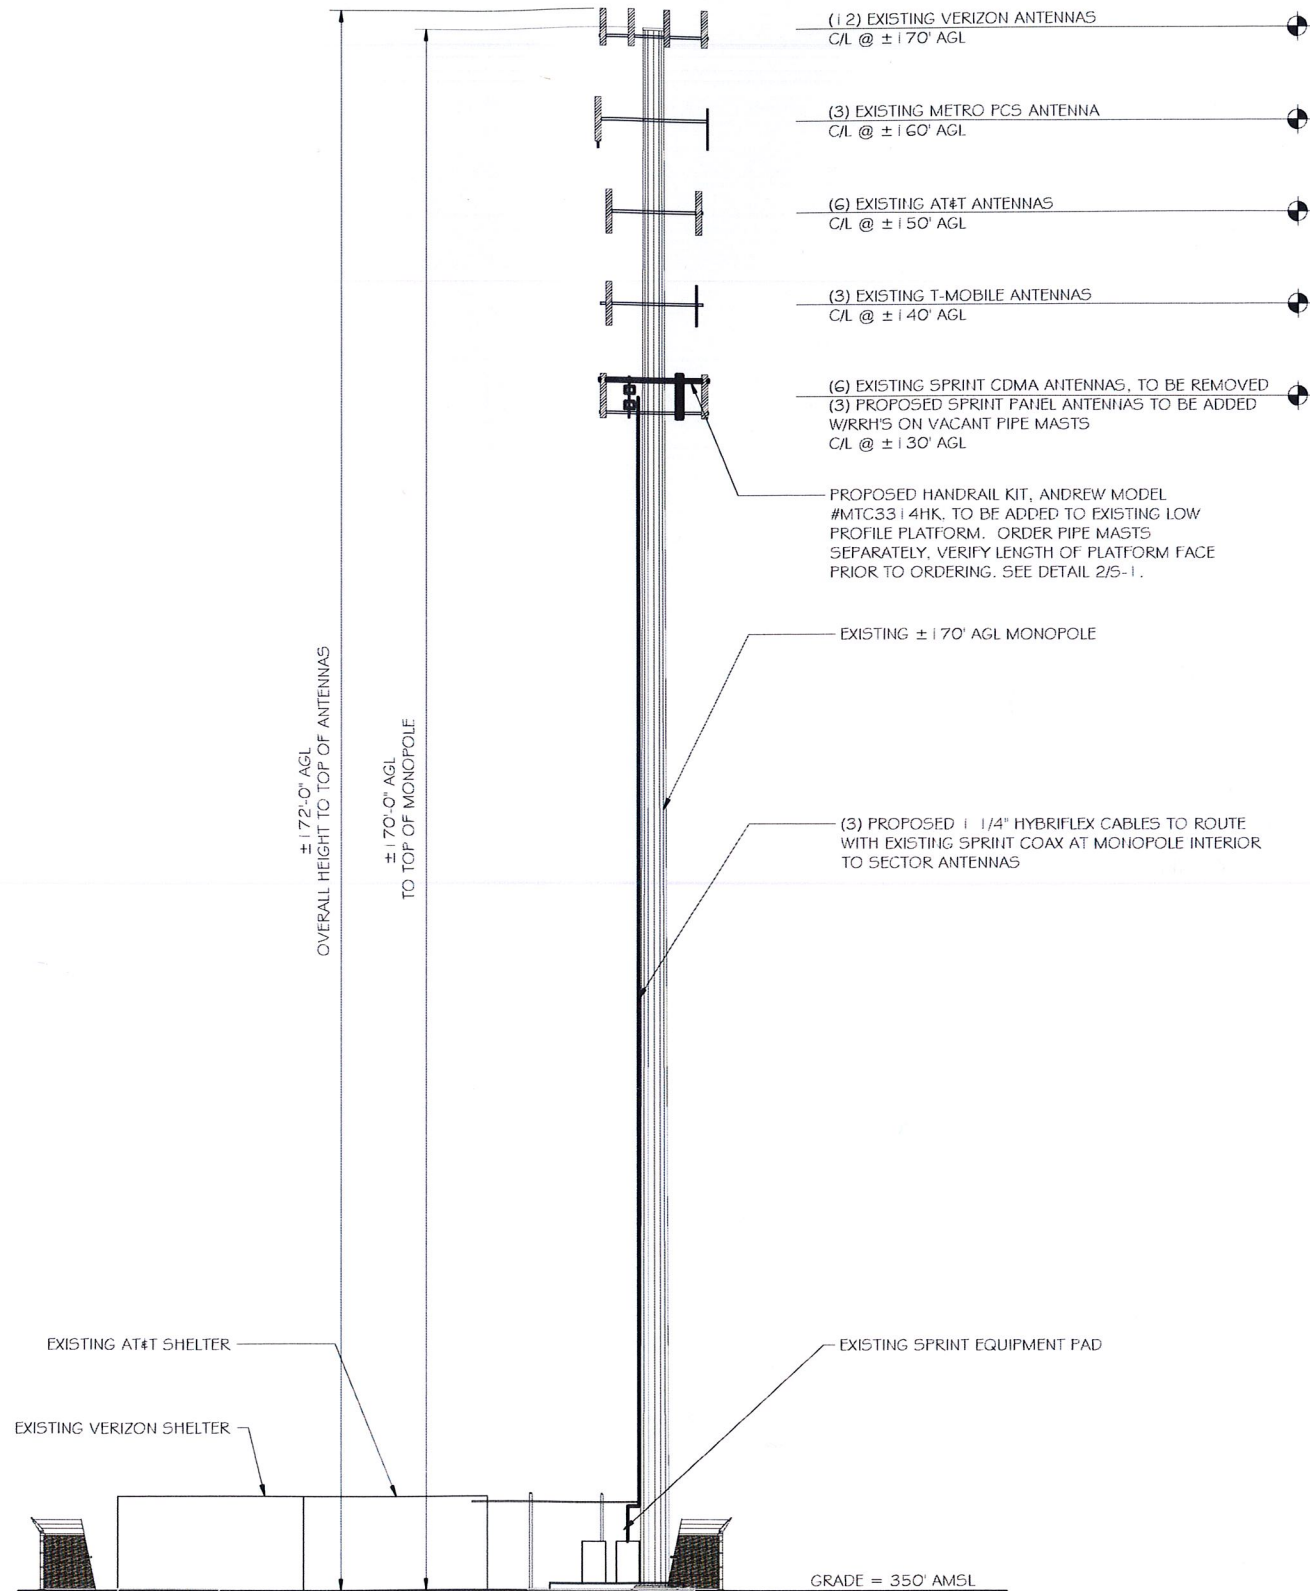 (12) EXISTING VERIZON ANTENNAS
C/L @ ±170' AGL
(3) EXISTING METRO PCS ANTENNA
C/L @ ±160' AGL
(6) EXISTING AT&T ANTENNAS
C/L @ ±150' AGL
(3) EXISTING T-MOBILE ANTENNAS
C/L @ ±140' AGL
(6) EXISTING SPRINT CDMA ANTENNAS, TO BE REMOVED
(3) PROPOSED SPRINT PANEL ANTENNAS TO BE ADDED
W/RRH'S ON VACANT PIPE MASTS
C/L @ ±130' AGL
PROPOSED HANDRAIL KIT, ANDREW MODEL
#MTC3314HK, TO BE ADDED TO EXISTING LOW
PROFILE PLATFORM. ORDER PIPE MASTS
SEPARATELY, VERIFY LENGTH OF PLATFORM FACE
PRIOR TO ORDERING. SEE DETAIL 2/S-1.
EXISTING ±170' AGL MONOPOLE
±172'-0" AGL
OVERALL HEIGHT TO TOP OF ANTENNAS
±170'-0" AGL
TO TOP OF MONOPOLE
(3) PROPOSED 1 1/4" HYBRIFLEX CABLES TO ROUTE
WITH EXISTING SPRINT COAX AT MONOPOLE INTERIOR
TO SECTOR ANTENNAS
EXISTING AT&T SHELTER
EXISTING SPRINT EQUIPMENT PAD
EXISTING VERIZON SHELTER
GRADE = 350' AMSL